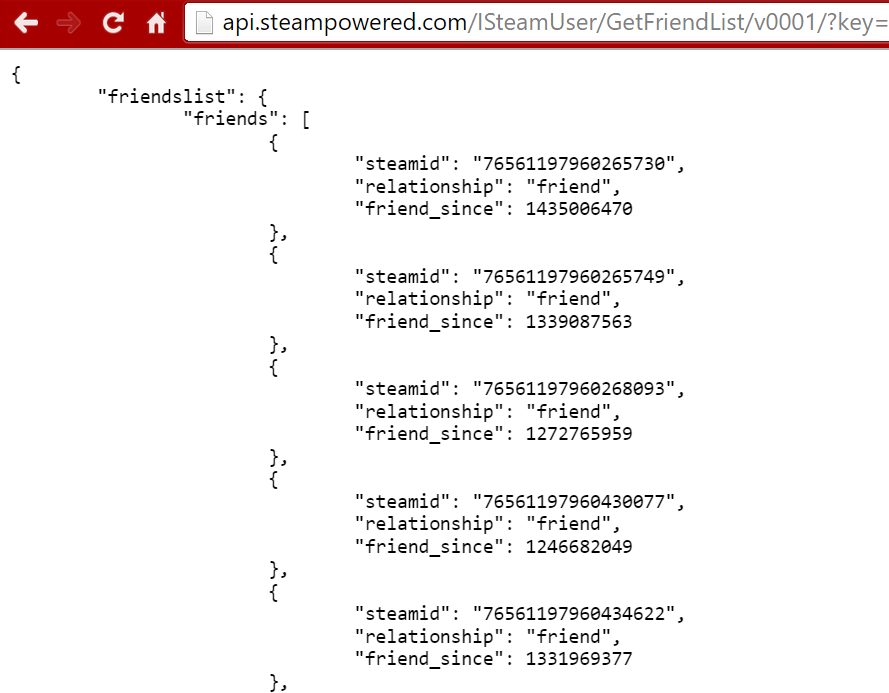 api.steampowered.com/ISteamUser/GetFriendList/v0001/?key=
{
"friendslist": {
"friends": [
{
"steamid": "76561197960265730",
"relationship": "friend",
"friend_since": 1435006470
},
{
"steamid": "76561197960265749",
"relationship": "friend",
"friend_since": 1339087563
},
{
"steamid": "76561197960268093",
"relationship": "friend",
"friend_since": 1272765959
},
{
"steamid": "76561197960430077",
"relationship": "friend",
"friend_since": 1246682049
},
{
"steamid": "76561197960434622",
"relationship": "friend",
"friend_since": 1331969377
},